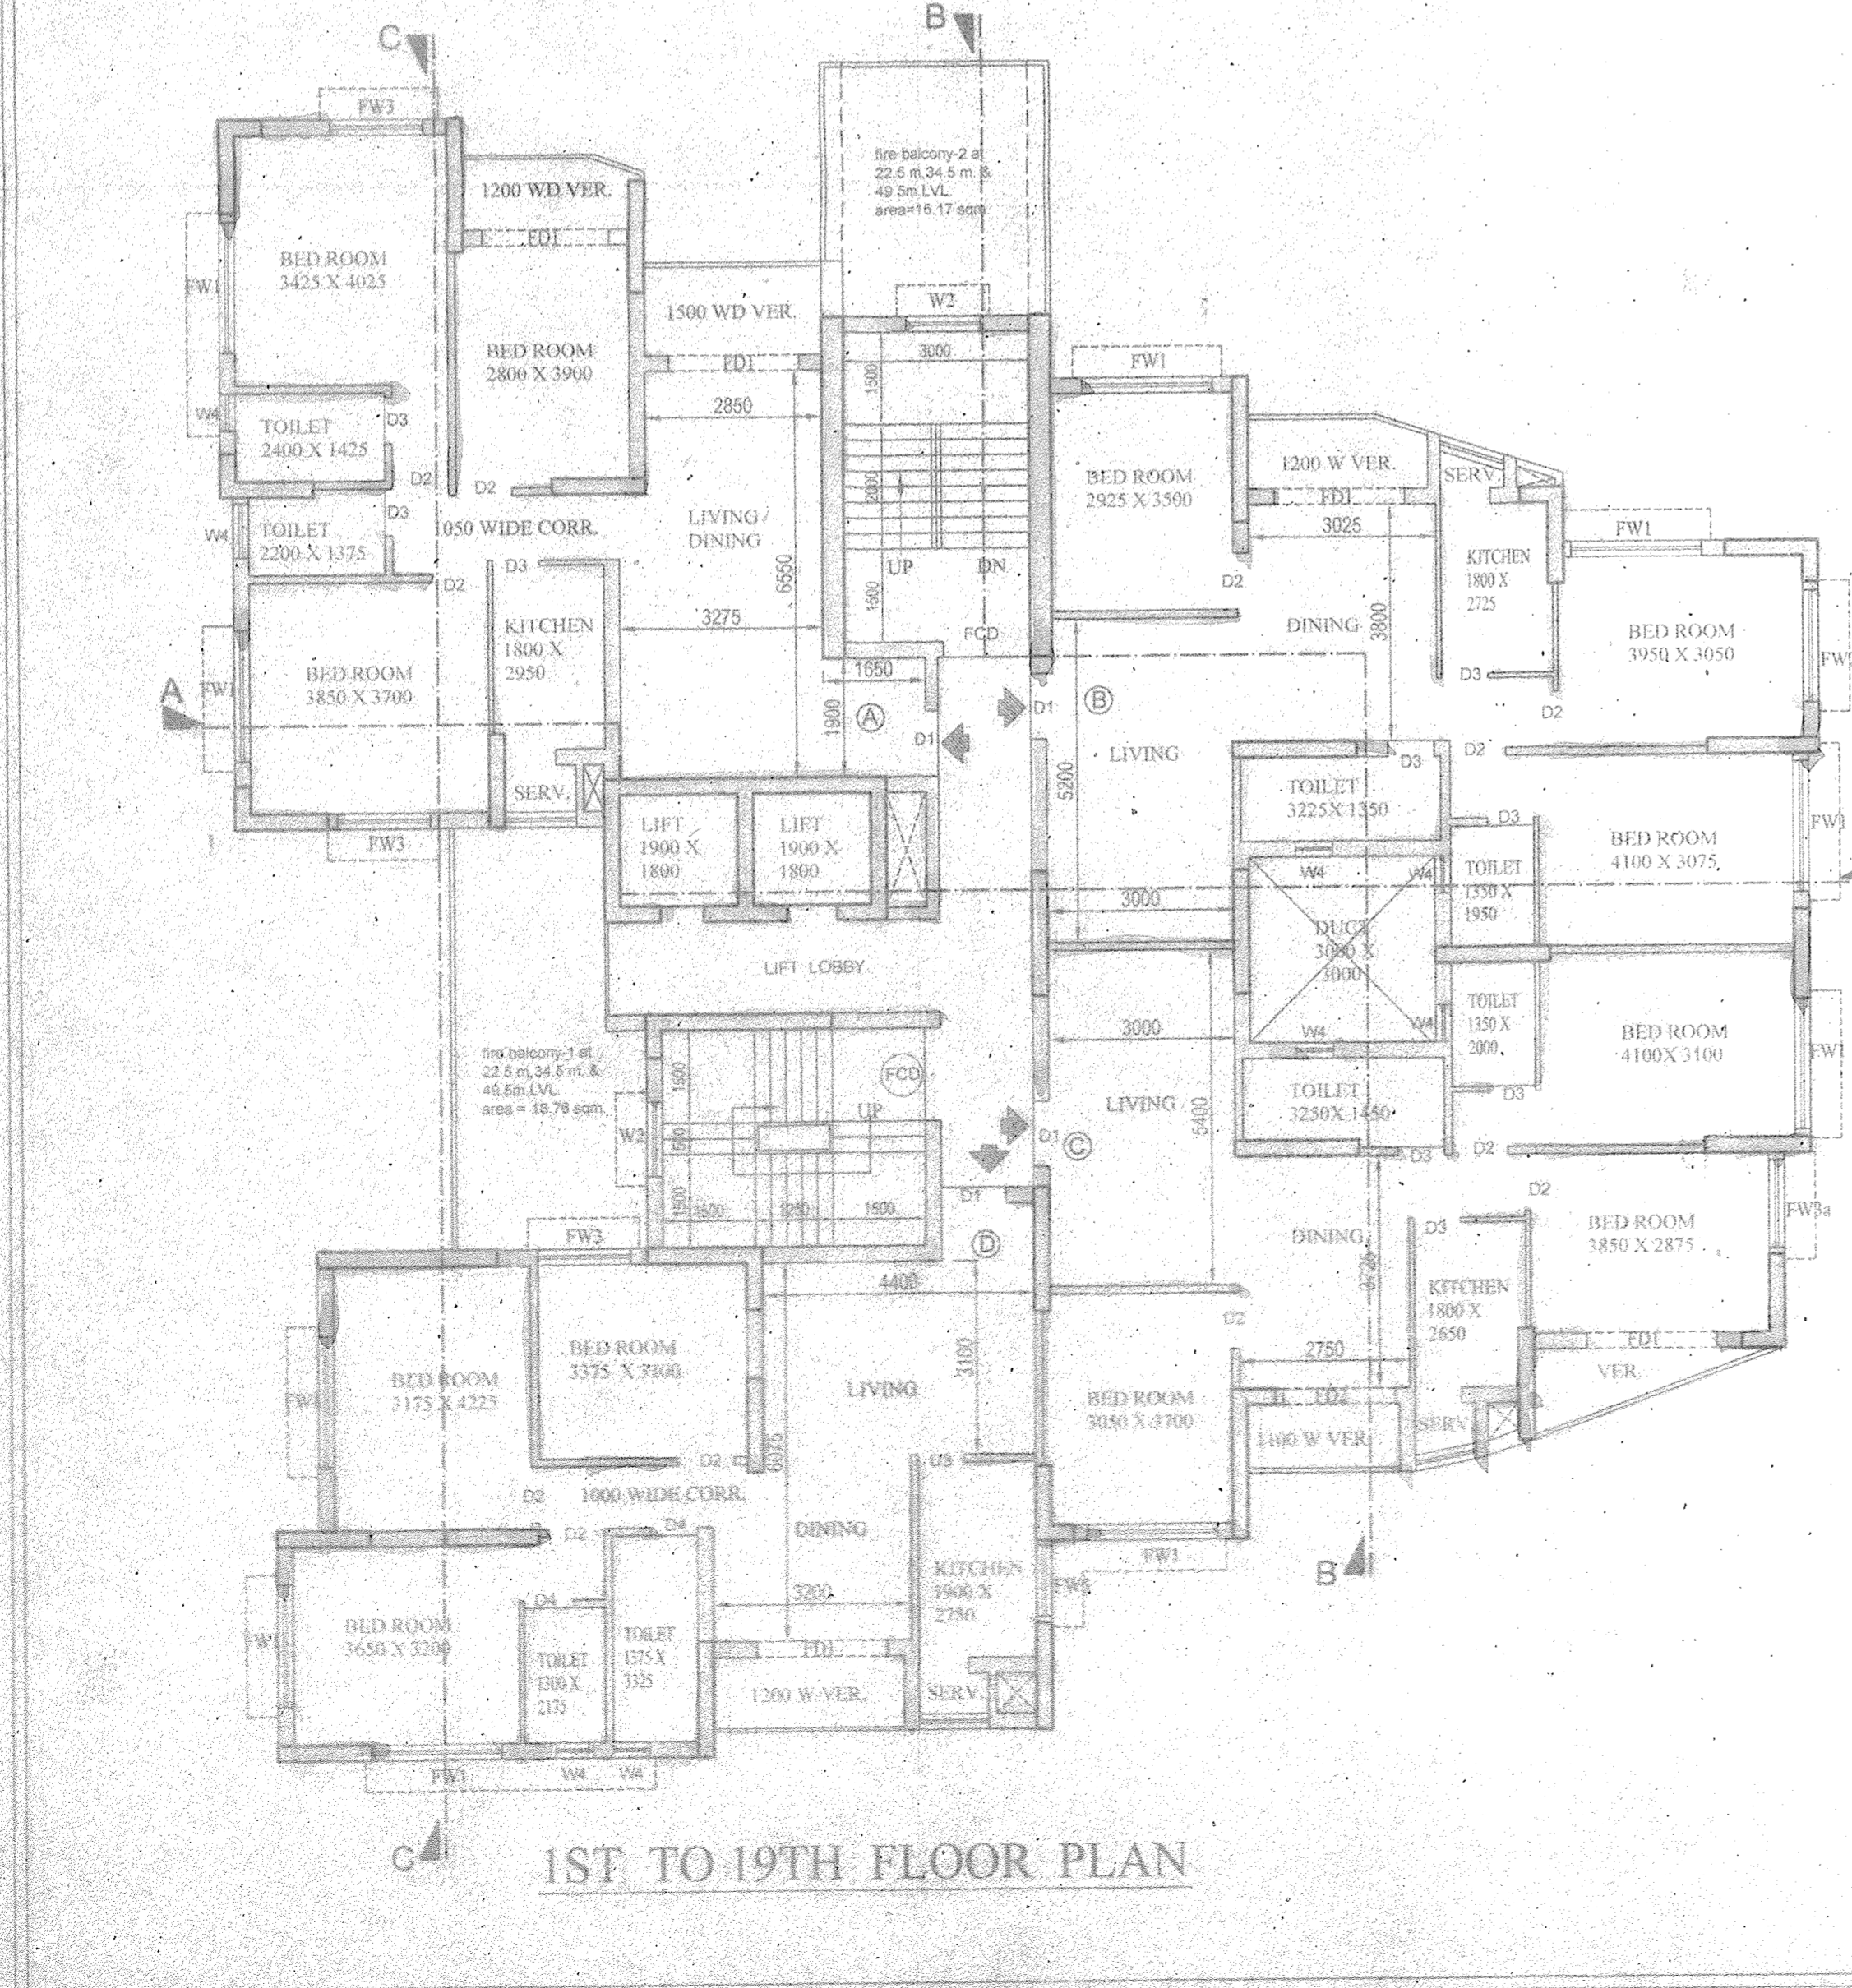 C
B
FW3
1200 WD VER.
FD1
fire balcony-2 at
22.5 m,34.5 m. &
49.5m.LVL.
area=15.17 sqm.
BED ROOM
3425 X 4025
FW1
1500 WD VER.
W2
BED ROOM
2800 X 3900
FD1
3000
1500
FW1
2850
W4
TOILET
2400 X 1425
D3
D2
D2
1200 W VER.
SERV.
BED ROOM
2925 X 3500
FD1
3025
2000
W4
TOILET
2200 X 1375
D3
1050 WIDE CORR.
LIVING /
DINING
6550
FW1
D3
D2
UP
DN
1500
D2
KITCHEN
1800 X
2725
3275
FCD
DINING
3800
KITCHEN
1800 X
2950
BED ROOM
3950 X 3050
BED ROOM
3850 X 3700
FW1
A
1650
1900
A
D1
D1
B
D3
D2
LIVING
5200
D3
D2
TOILET
3225X 1350
SERV.
FW3
LIFT
1900 X
1800
LIFT
1900 X
1800
D3
BED ROOM
4100 X 3075
W4
W4
TOILET
1350 X
1950
3000
DUCT
3000 X
3000
LIFT LOBBY
3000
W4
W4
TOILET
1350 X
2000
BED ROOM
4100X 3100
FW1
fire balcony-1 at
22.5 m,34.5 m. &
49.5m.LVL.
area = 18.76 sqm.
1500
FCD
UP
W2
500
1500
1500
1250
1500
LIVING
5400
TOILET
3250X 1450
D3
D1
C
D1
D3
D2
D2
FW3
D
BED ROOM
3850 X 2875
FW3a
DINING
D3
4400
KITCHEN
1800 X
2650
D2
FD1
VER.
2750
3100
BED ROOM
3375 X 3100
BED ROOM
3175 X 4225
LIVING
BED ROOM
3050 X 3700
1100 W VER.
SERV.
D2
6075
D3
D2
1000 WIDE CORR.
D2
D4
DINING
FW1
B
KITCHEN
1900 X
2780
3200
D4
BED ROOM
3650 X 3200
TOILET
1300 X
2175
TOILET
1375 X
3325
FD1
1200 W VER.
SERV.
FW1
W4
W4
C
1ST TO 19TH FLOOR PLAN